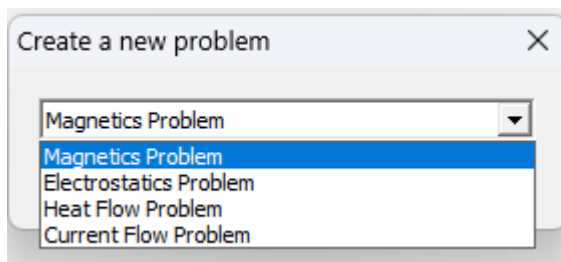 Create a new problem
Magnetics Problem
Magnetics Problem
Electrostatics Problem
Heat Flow Problem
Current Flow Problem